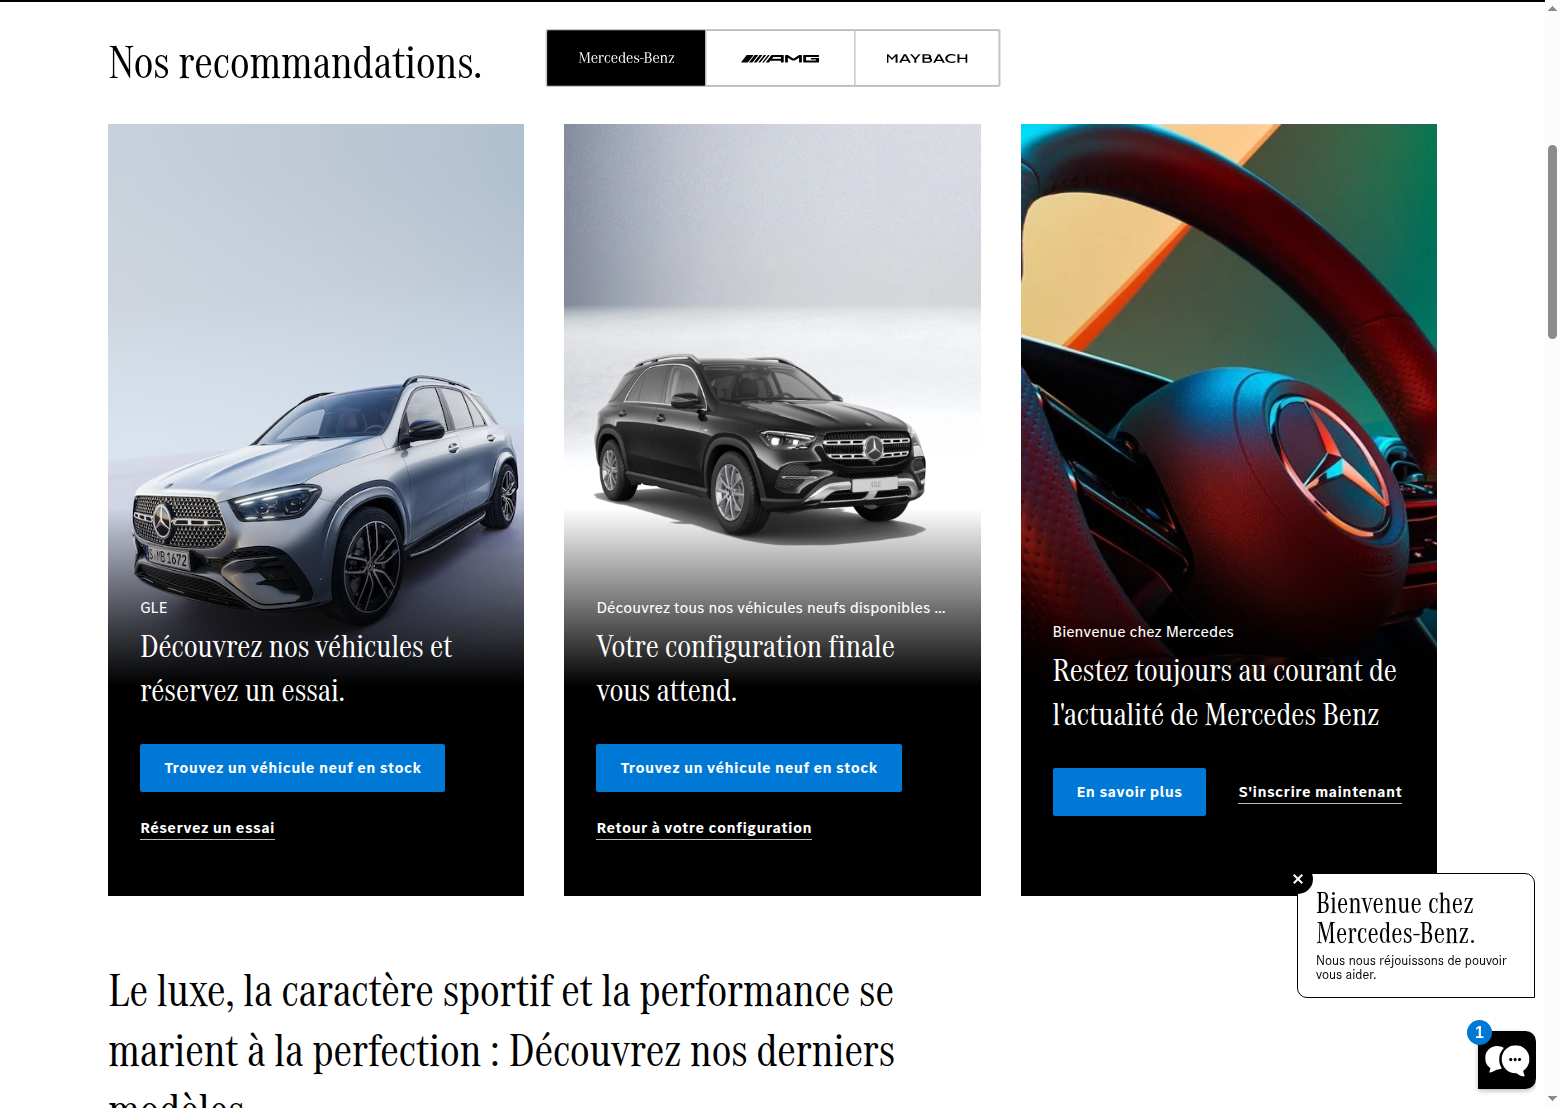 Nos recommandations.
Mercedes-Benz
AMG
MAYBACH
S MB 1672
GLE
Découvrez nos véhicules et
réservez un essai.
Trouvez un véhicule neuf en stock
Réservez un essai
GLE
Découvrez tous nos véhicules neufs disponibles ...
Votre configuration finale
vous attend.
Trouvez un véhicule neuf en stock
Retour à votre configuration
Bienvenue chez Mercedes
Restez toujours au courant de
l'actualité de Mercedes Benz
En savoir plus
S'inscrire maintenant
Bienvenue chez
Mercedes-Benz.
Nous nous réjouissons de pouvoir
vous aider.
1
Le luxe, la caractère sportif et la performance se
marient à la perfection : Découvrez nos derniers
modèles